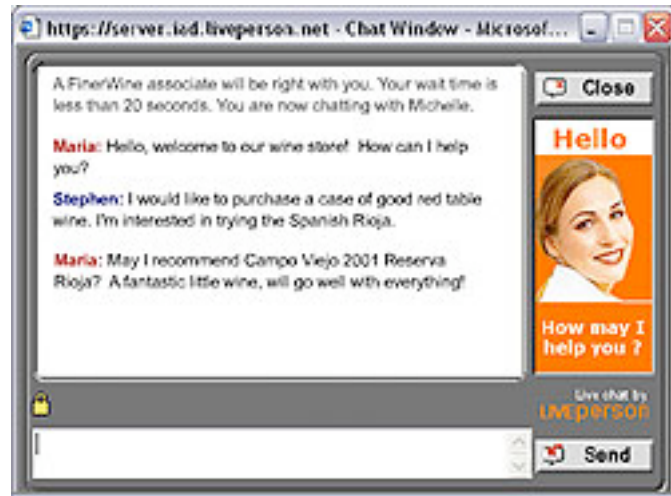 https://server.iad.liveperson.net - Chat Window - Microsof...
A FinerWine associate will be right with you. Your wait time is
less than 20 seconds. You are now chatting with Michelle.
Maria: Hello, welcome to our wine store! How can I help
you?
Stephen: I would like to purchase a case of good red table
wine. I'm interested in trying the Spanish Rioja.
Maria: May I recommend Campo Viejo 2001 Reserva
Rioja? A fantastic little wine, will go well with everything!
Close
Hello
How may I
help you ?
Live chat by
LIVEperson
Send